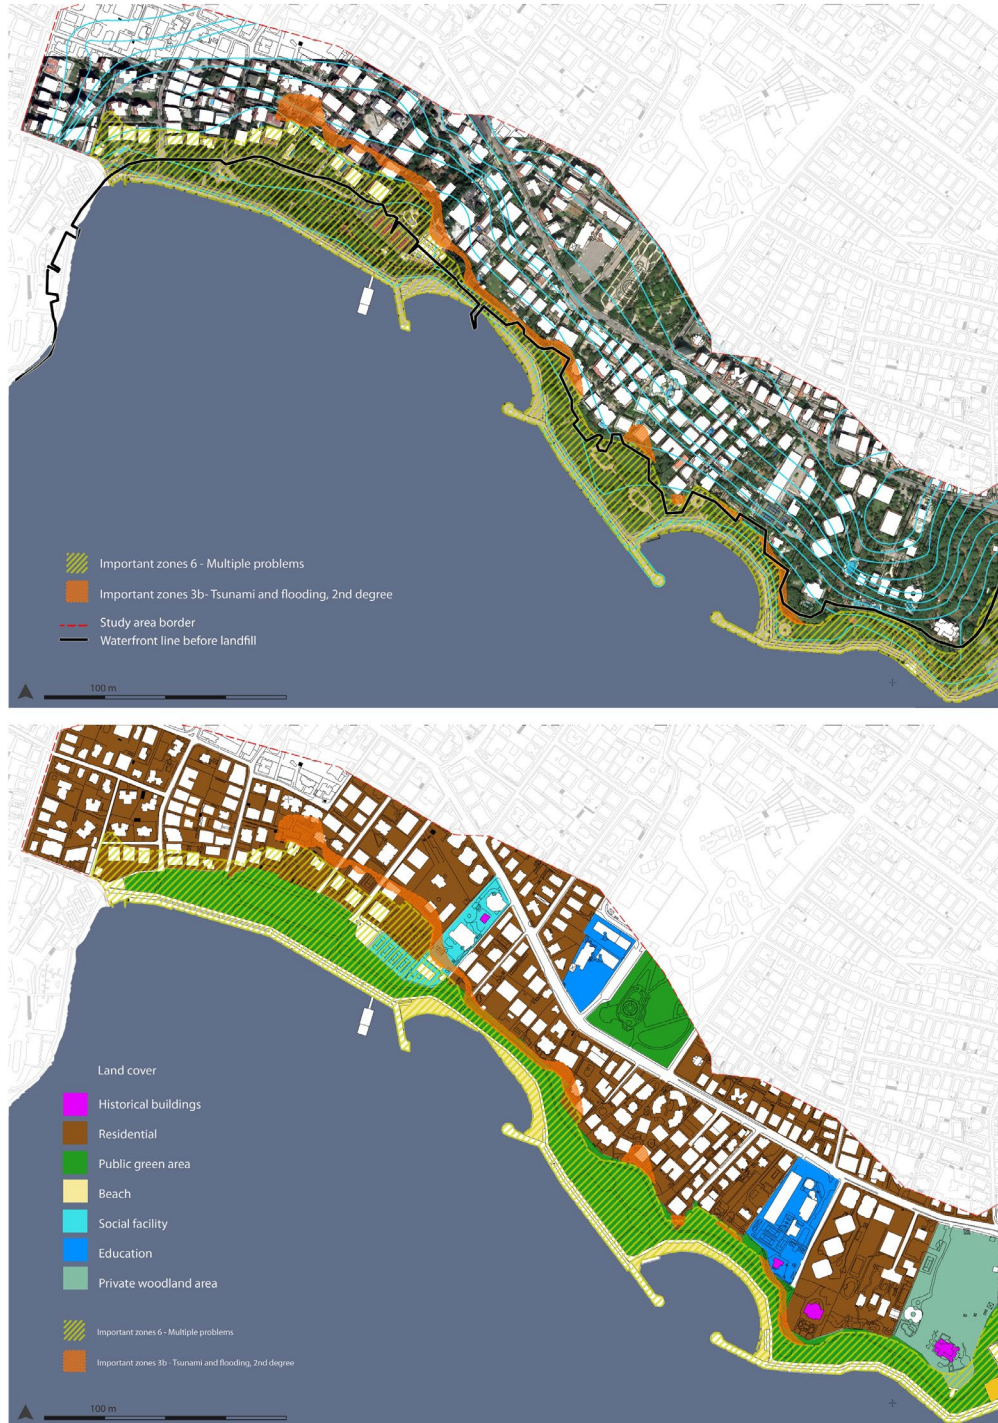 Important zones 6 - Multiple problems
Important zones 3b- Tsunami and flooding, 2nd degree
Study area border
Waterfront line before landfill
100 m
Land cover
Historical buildings
Residential
Public green area
Beach
Social facility
Education
Private woodland area
Important zones 6 - Multiple problems
Important zones 3b - Tsunami and flooding, 2nd degree
100 m